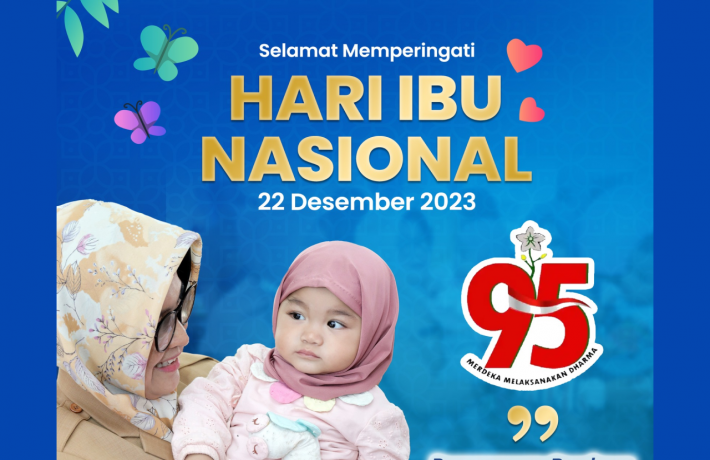 Selamat Memperingati
HARI IBU
NASIONAL
22 Desember 2023
95
MERDEKA MELAKSANAKAN DHARMA